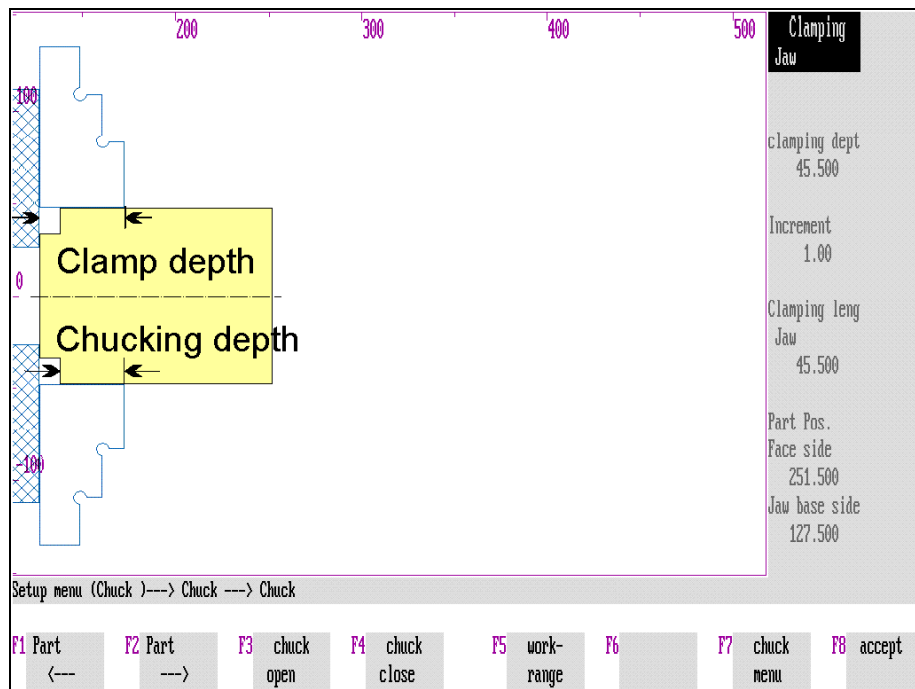 200 300 400 500
Clamping
Jaw
100
clamping dept
45.500
Increment
1.00
Clamp depth
0
Clamping leng
Jaw
45.500
Chucking depth
Part Pos.
Face side
251.500
-100
Jaw base side
127.500
Setup menu (Chuck )---> Chuck ---> Chuck
F1 Part <---
F2 Part --->
F3 chuck open
F4 chuck close
F5 work-range
F6
F7 chuck menu
F8 accept